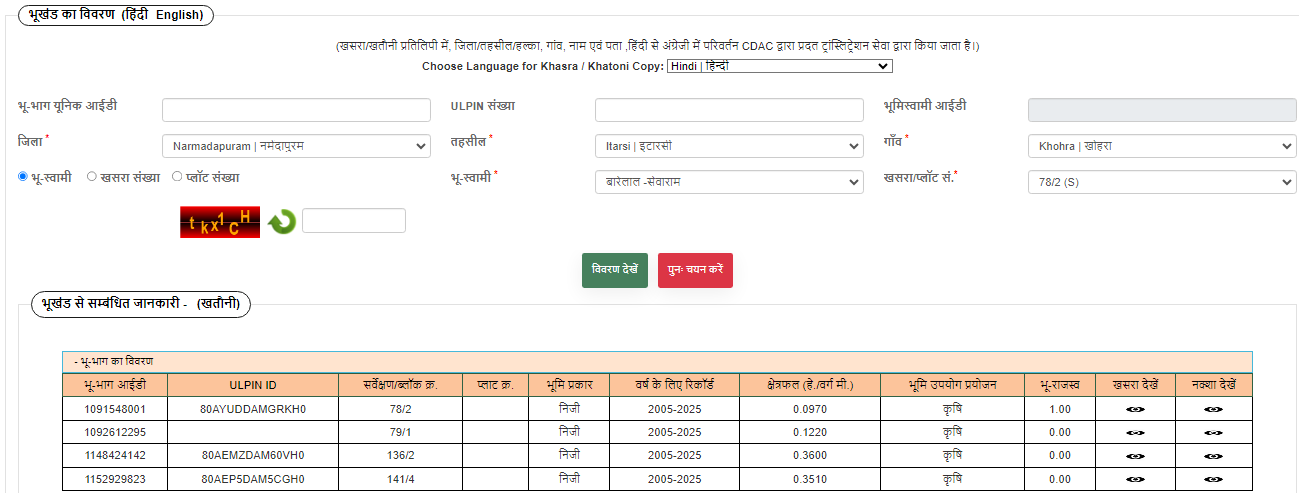 भूखंड का विवरण (हिंदी English)
(खसरा/खतौनी प्रतिलिपी में, जिला/तहसील/हल्का, गांव, नाम एवं पता ,हिंदी से अंग्रेजी में परिवर्तन CDAC द्वारा प्रदत ट्रांस्लिट्रेशन सेवा द्वारा किया जाता है।)
Choose Language for Khasra / Khatoni Copy: Hindi | हिन्दी
भू-भाग यूनिक आईडी ULPIN संख्या भूमिस्वामी आईडी
जिला * Narmadapuram | नर्मदापुरम तहसील * Itarsi | इटारसी गाँव * Khohra | खोहरा
भू-स्वामी खसरा संख्या प्लॉट संख्या भू-स्वामी * बारेलाल -सेवाराम खसरा/प्लॉट सं.* 78/2 (S)
tkx1CH
विवरण देखें पुनः चयन करें
भूखंड से सम्बंधित जानकारी - (खतौनी)
- भू-भाग का विवरण
भू-भाग आईडी ULPIN ID सर्वेक्षण/ब्लॉक क्र. प्लाट क्र. भूमि प्रकार वर्ष के लिए रिकॉर्ड क्षेत्रफल (हे./वर्ग मी.) भूमि उपयोग प्रयोजन भू-राजस्व खसरा देखें नक्शा देखें
1091548001 80AYUDDAMGRKH0 78/2 निजी 2005-2025 0.0970 कृषि 1.00
1092612295 79/1 निजी 2005-2025 0.1220 कृषि 0.00
1148424142 80AEMZDAM60VH0 136/2 निजी 2005-2025 0.3600 कृषि 0.00
1152929823 80AEP5DAM5CGH0 141/4 निजी 2005-2025 0.3510 कृषि 0.00